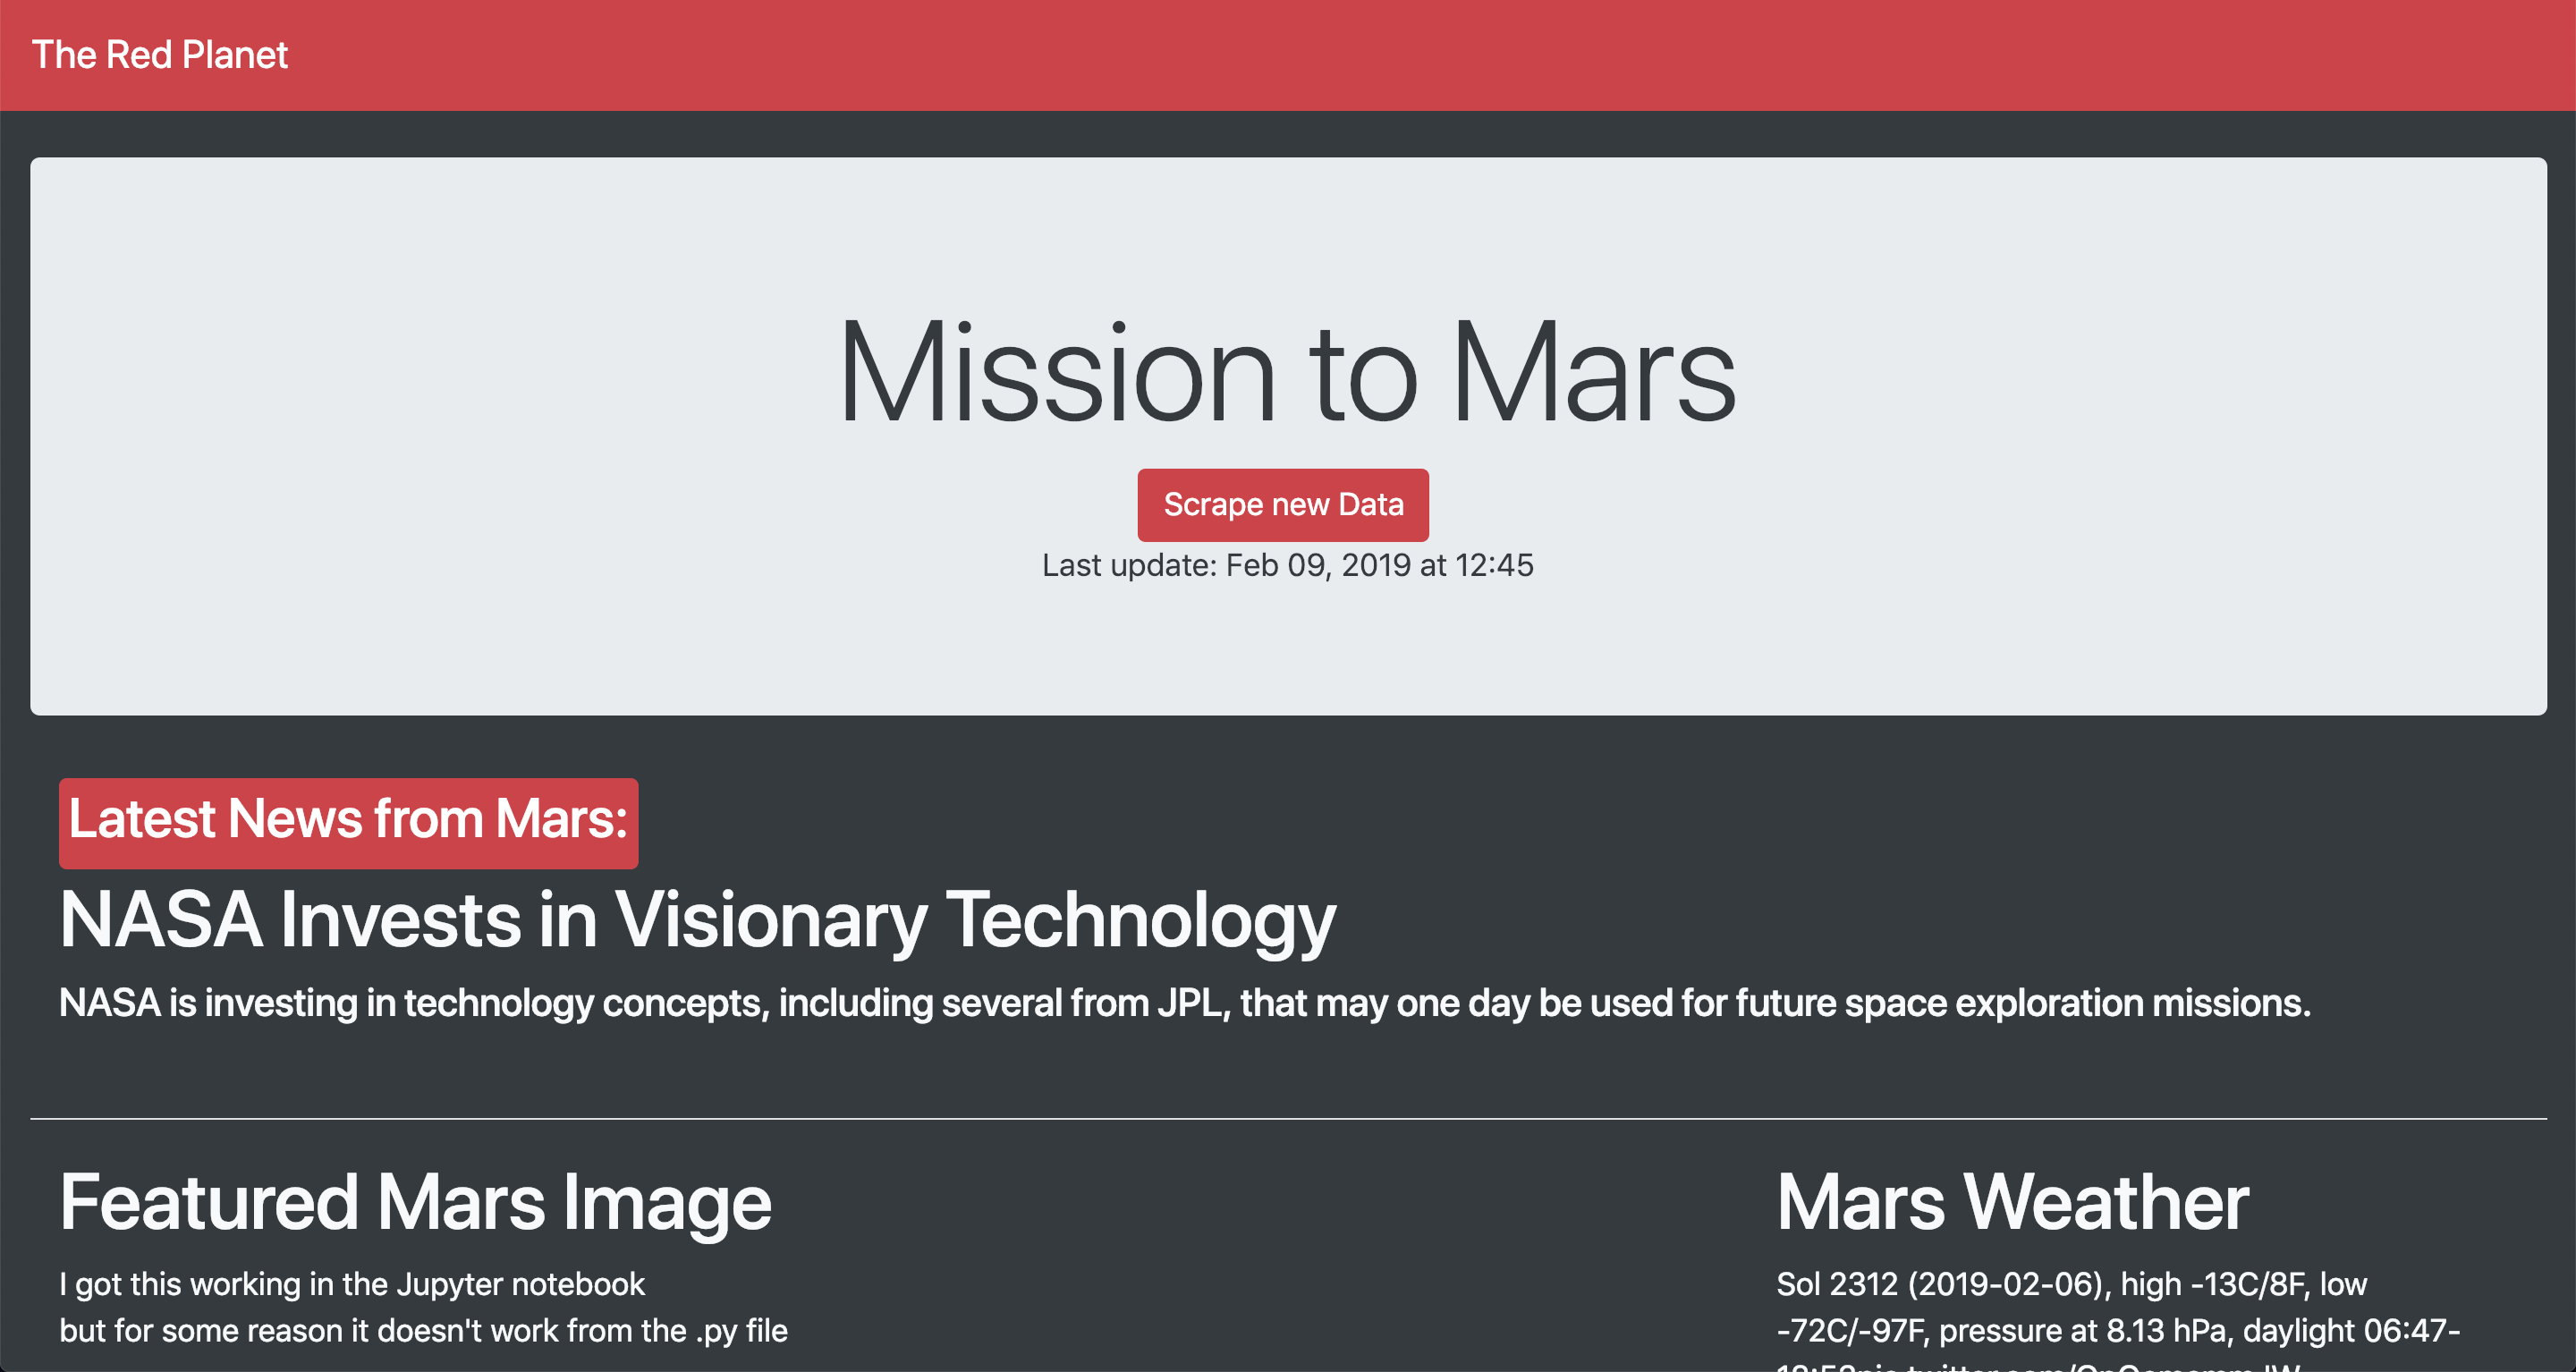 The Red Planet
Mission to Mars
Scrape new Data
Last update: Feb 09, 2019 at 12:45
Latest News from Mars:
NASA Invests in Visionary Technology
NASA is investing in technology concepts, including several from JPL, that may one day be used for future space exploration missions.
Featured Mars Image
I got this working in the Jupyter notebook
but for some reason it doesn't work from the .py file
Mars Weather
Sol 2312 (2019-02-06), high -13C/8F, low
-72C/-97F, pressure at 8.13 hPa, daylight 06:47-